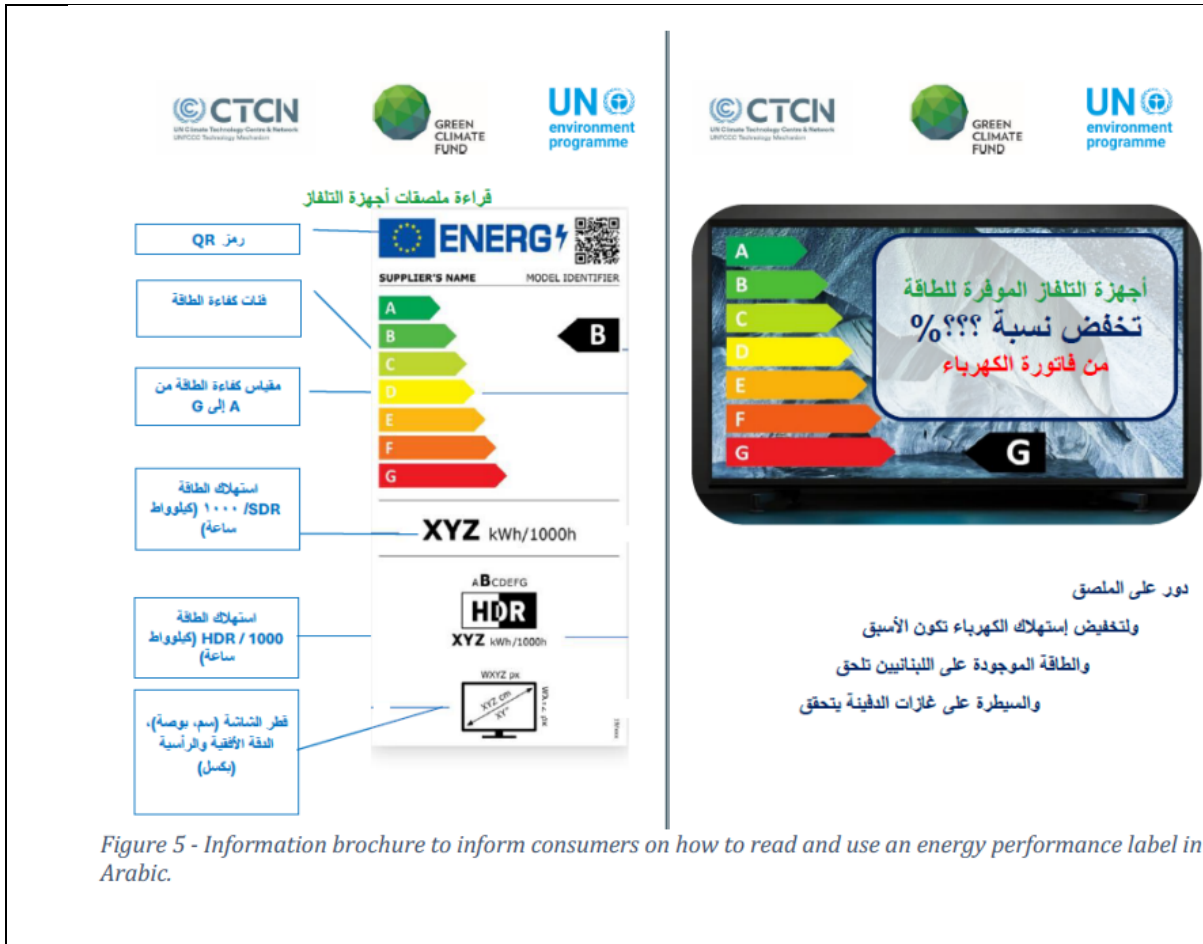 CTCN
UN Climate Technology Centre & Network
UNFCCC Technology Mechanism
GREEN
CLIMATE
FUND
UN
environment
programme
قراءة ملصقات أجهزة التلفاز
رمز QR
فئات كفاءة الطاقة
مقياس كفاءة الطاقة من
A إلى G
استهلاك الطاقة
SDR/ ١٠٠٠ (كيلوواط
ساعة)
استهلاك الطاقة
HDR / 1000 (كيلوواط
ساعة)
قطر الشاشة (سم، بوصة)،
الدقة الأفقية والرأسية
(بكسل)
ENERG
SUPPLIER'S NAME MODEL IDENTIFIER
A
B
B
C
D
E
F
G
XYZ kWh/1000h
ABCDEFG
HDR
XYZ kWh/1000h
WXYZ px
XYZ cm
XY"
CTCN
UN Climate Technology Centre & Network
UNFCCC Technology Mechanism
GREEN
CLIMATE
FUND
UN
environment
programme
A
B
C
D
E
F
G
G
أجهزة التلفاز الموفرة للطاقة
تخفض نسبة ؟؟؟%
من فاتورة الكهرباء
دور على الملصق
ولتخفيض إستهلاك الكهرباء تكون الأسبق
والطاقة الموجودة على اللبنانيين تلحق
والسيطرة على غازات الدفينة يتحقق
Figure 5 - Information brochure to inform consumers on how to read and use an energy performance label in
Arabic.